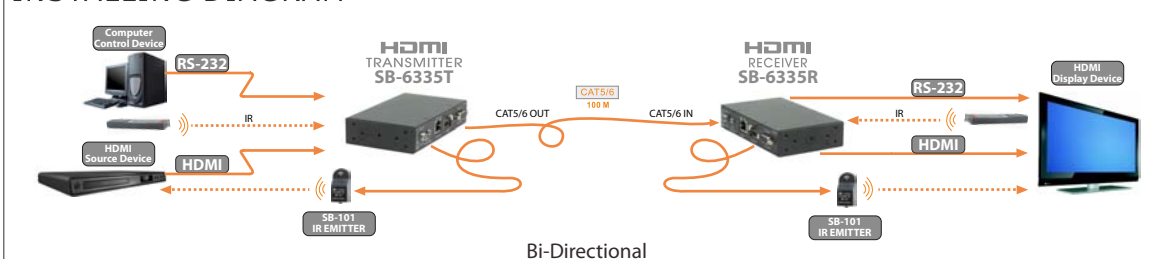 INSTALLING DIAGRAM
Computer
Control Device
RS-232
IR
HDMI
Source Device
HDMI
SB-101
IR EMITTER
HDMI
TRANSMITTER
SB-6335T
CAT5/6 OUT
CAT5/6
100 M
CAT5/6 IN
HDMI
RECEIVER
SB-6335R
RS-232
IR
HDMI
SB-101
IR EMITTER
HDMI
Display Device
Bi-Directional